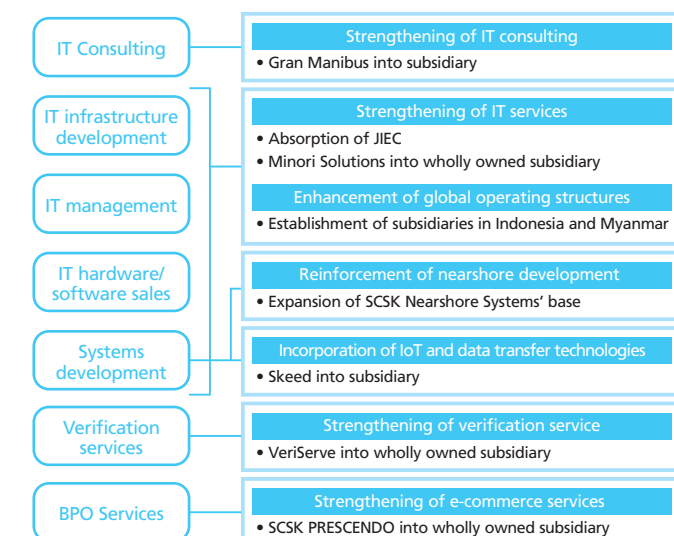 IT Consulting
Strengthening of IT consulting
• Gran Manibus into subsidiary
IT infrastructure
development
IT management
IT hardware/
software sales
Systems
development
Strengthening of IT services
• Absorption of JIEC
• Minori Solutions into wholly owned subsidiary
Enhancement of global operating structures
• Establishment of subsidiaries in Indonesia and Myanmar
Reinforcement of nearshore development
• Expansion of SCSK Nearshore Systems’ base
Incorporation of IoT and data transfer technologies
• Skeed into subsidiary
Verification
services
Strengthening of verification service
• VeriServe into wholly owned subsidiary
BPO Services
Strengthening of e-commerce services
• SCSK PRESCENDO into wholly owned subsidiary